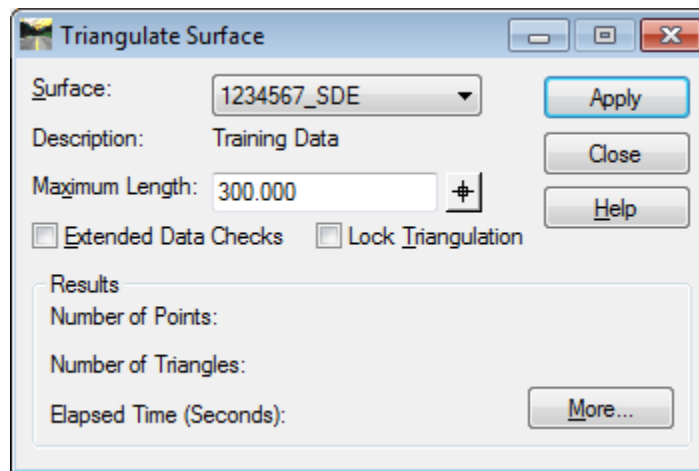 Triangulate Surface
Surface: 1234567_SDE Apply
Description: Training Data Close
Maximum Length: 300.000 Help
Extended Data Checks Lock Triangulation
Results
Number of Points:
Number of Triangles:
Elapsed Time (Seconds): More...